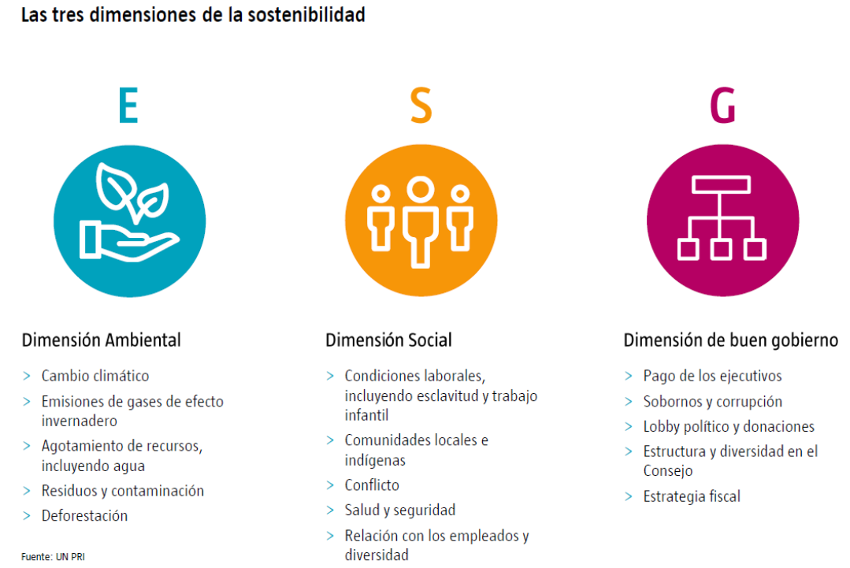 Las tres dimensiones de la sostenibilidad
E
S
G
Dimensión Ambiental
> Cambio climático
> Emisiones de gases de efecto
invernadero
> Agotamiento de recursos,
incluyendo agua
> Residuos y contaminación
> Deforestación
Dimensión Social
> Condiciones laborales,
incluyendo esclavitud y trabajo
infantil
> Comunidades locales e
indígenas
> Conflicto
> Salud y seguridad
> Relación con los empleados y
diversidad
Dimensión de buen gobierno
> Pago de los ejecutivos
> Sobornos y corrupción
> Lobby político y donaciones
> Estructura y diversidad en el
Consejo
> Estrategia fiscal
Fuente: UN PRI